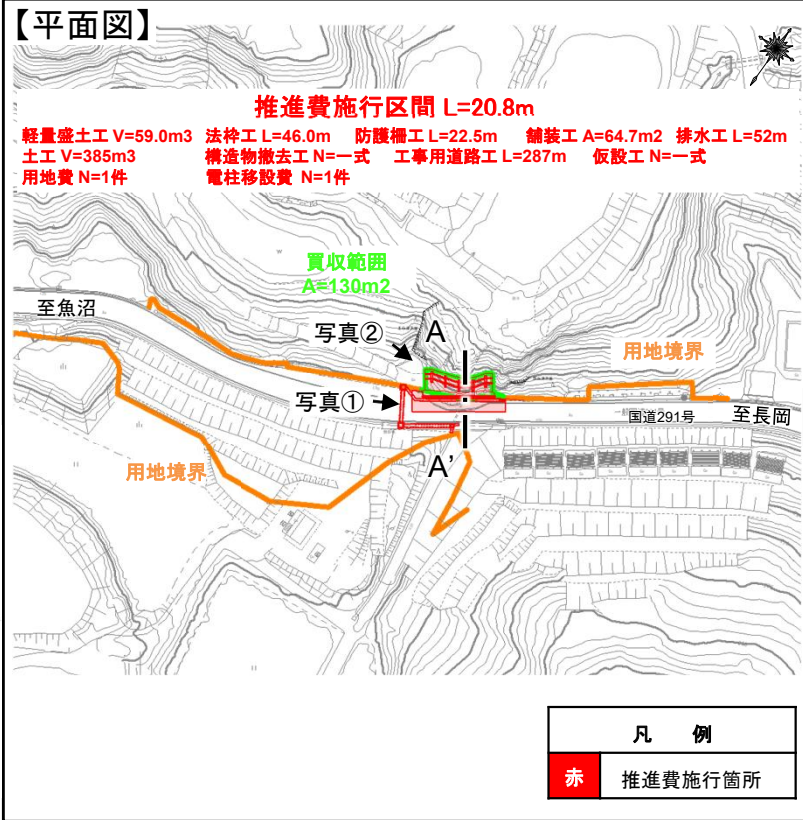 【平面図】
推進費施行区間 L=20.8m
軽量盛土工 V=59.0m3 法枠工 L=46.0m 防護柵工 L=22.5m 舗装工 A=64.7m2 排水工 L=52m
土工 V=385m3 構造物撤去工 N=一式 工事用道路工 L=287m 仮設工 N=一式
用地費 N=1件 電柱移設費 N=1件
買収範囲
A=130m2
至魚沼
写真②
A
用地境界
写真①
国道291号
至長岡
A’
用地境界
凡 例
赤 推進費施行箇所